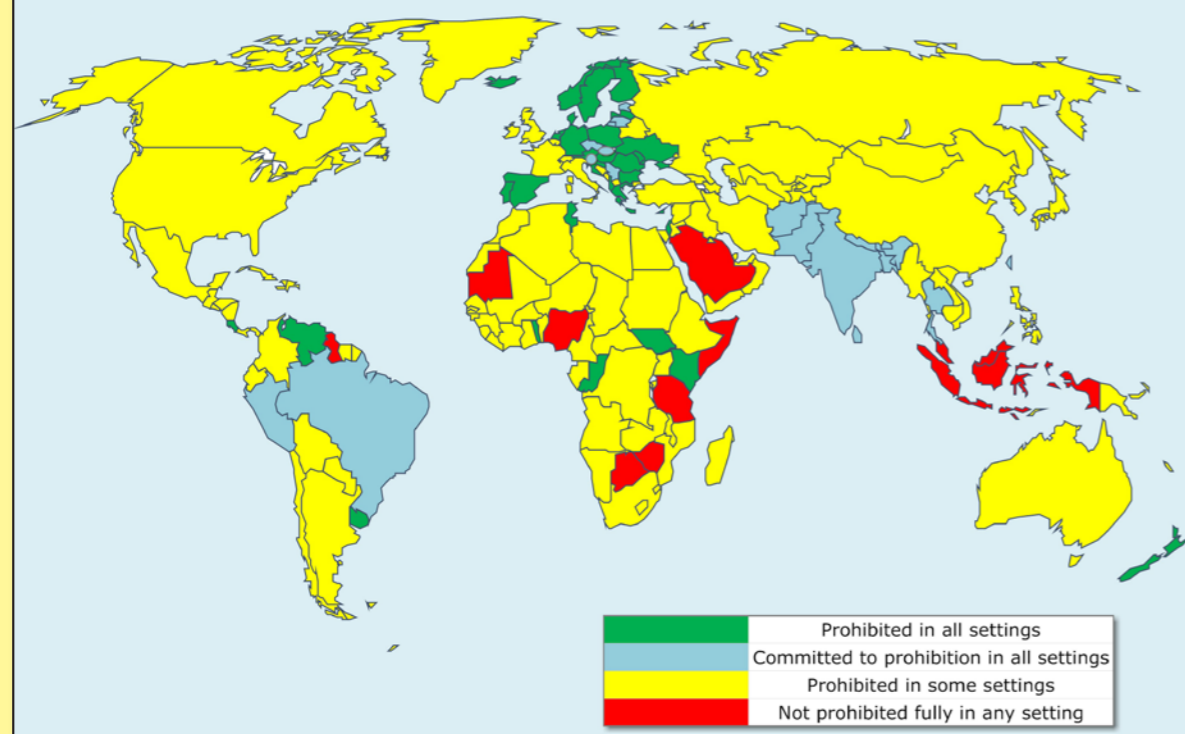 Prohibited in all settings
Committed to prohibition in all settings
Prohibited in some settings
Not prohibited fully in any setting